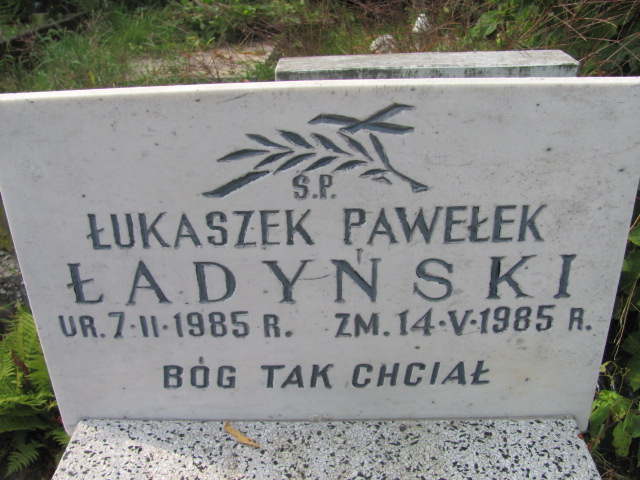 Ś.P.
ŁUKASZEK PAWEŁEK
ŁADYŃSKI
UR. 7·II·1985 R. ZM. 14·V·1985 R.
BÓG TAK CHCIAŁ